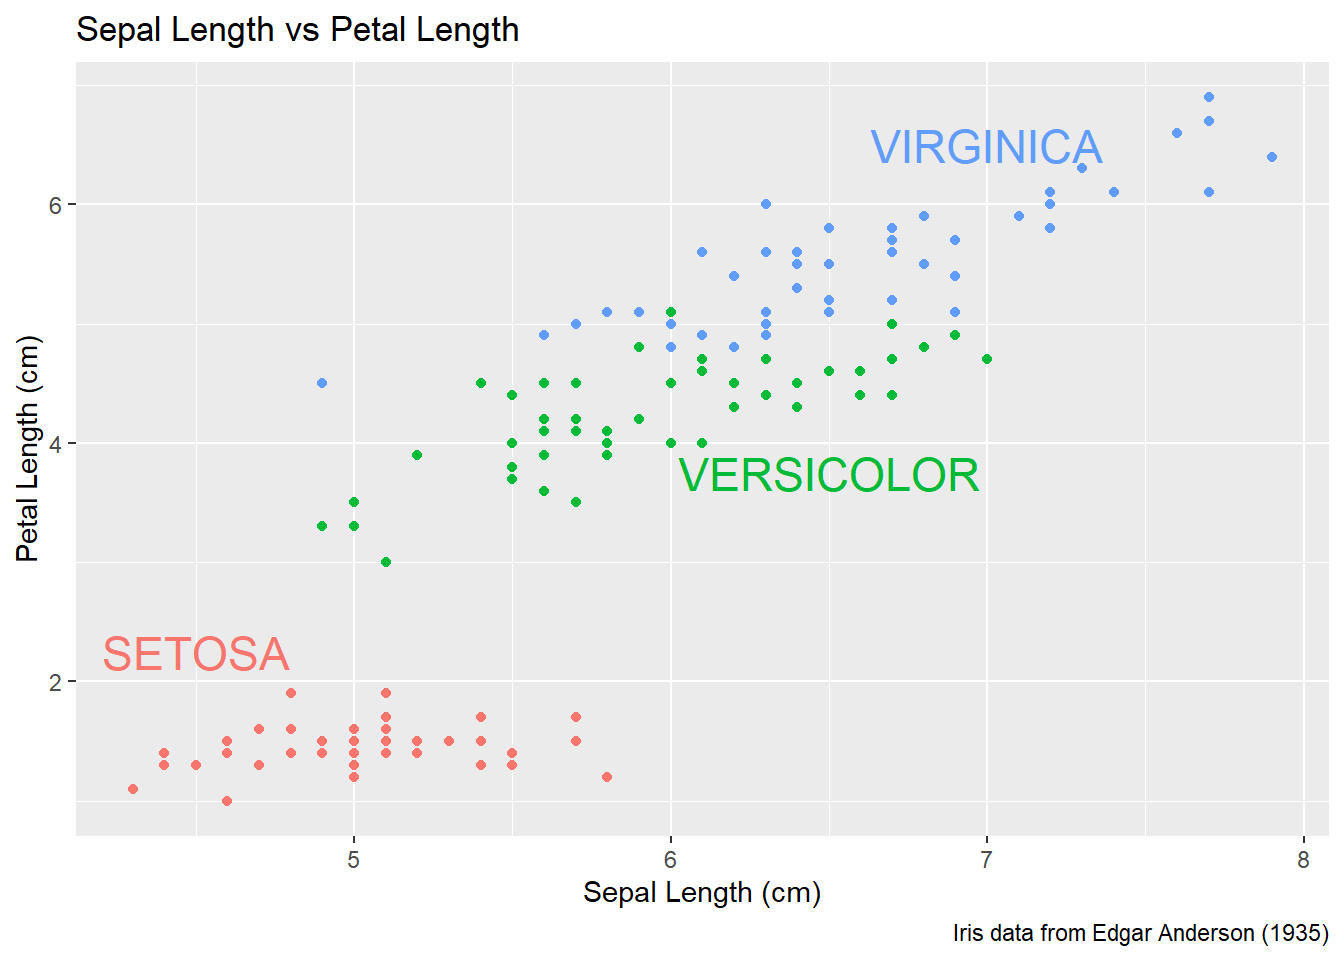 Sepal Length vs Petal Length
VIRGINICA
6
Petal Length (cm)
4
VERSICOLOR
SETOSA
2
5 6 7 8
Sepal Length (cm)
Iris data from Edgar Anderson (1935)